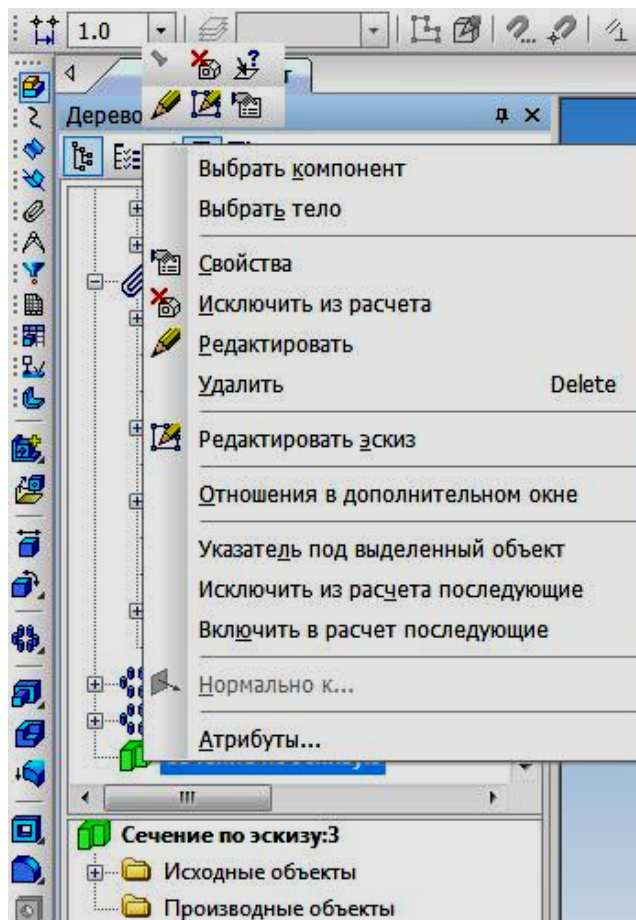 1.0
Дерево
Выбрать компонент
Выбрать тело
Свойства
Исключить из расчета
Редактировать
Удалить Delete
Редактировать эскиз
Отношения в дополнительном окне
Указатель под выделенный объект
Исключить из расчета последующие
Включить в расчет последующие
Нормально к...
Атрибуты...
Сечение по эскизу:3
Исходные объекты
Производные объекты